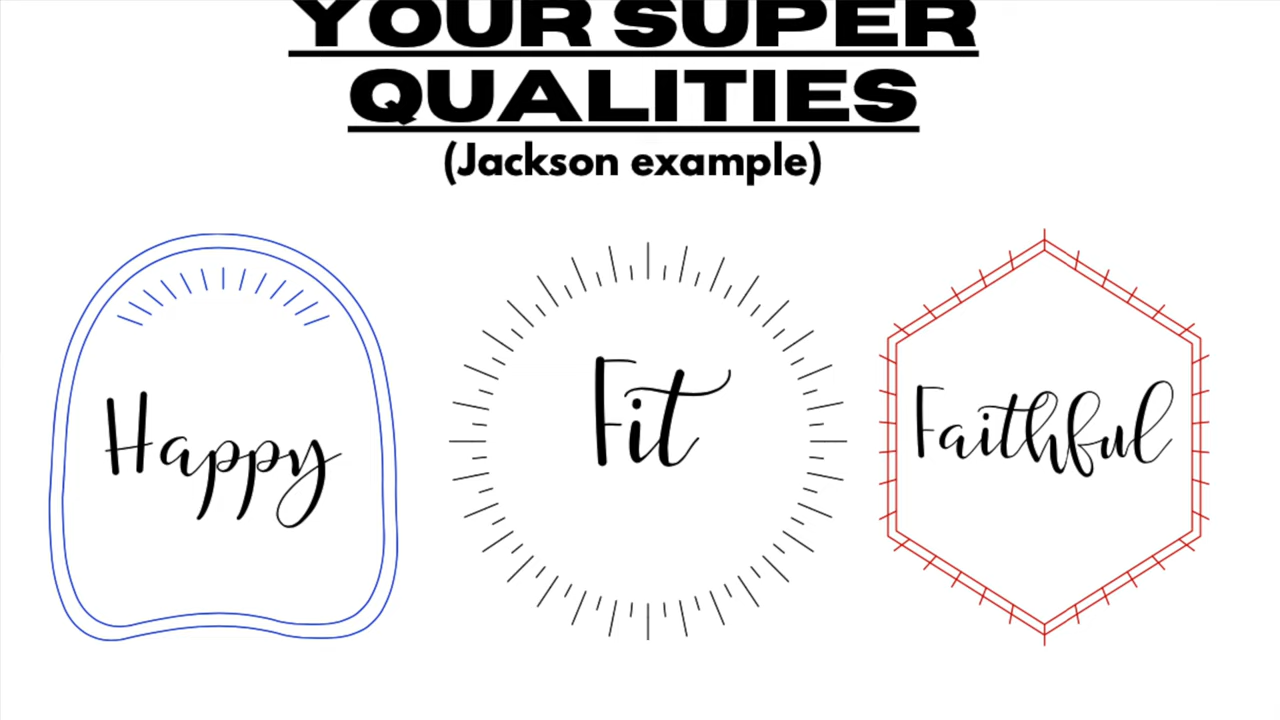 YOUR SUPER
QUALITIES
(Jackson example)
Happy
Fit
Faithful